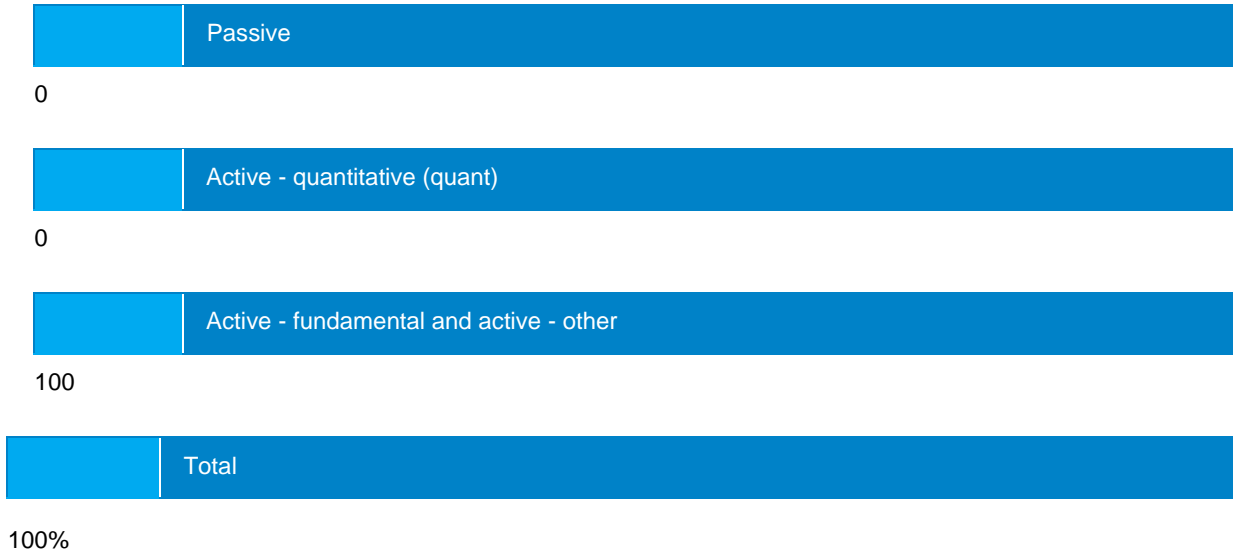 Passive
0
Active - quantitative (quant)
0
Active - fundamental and active - other
100
Total
100%